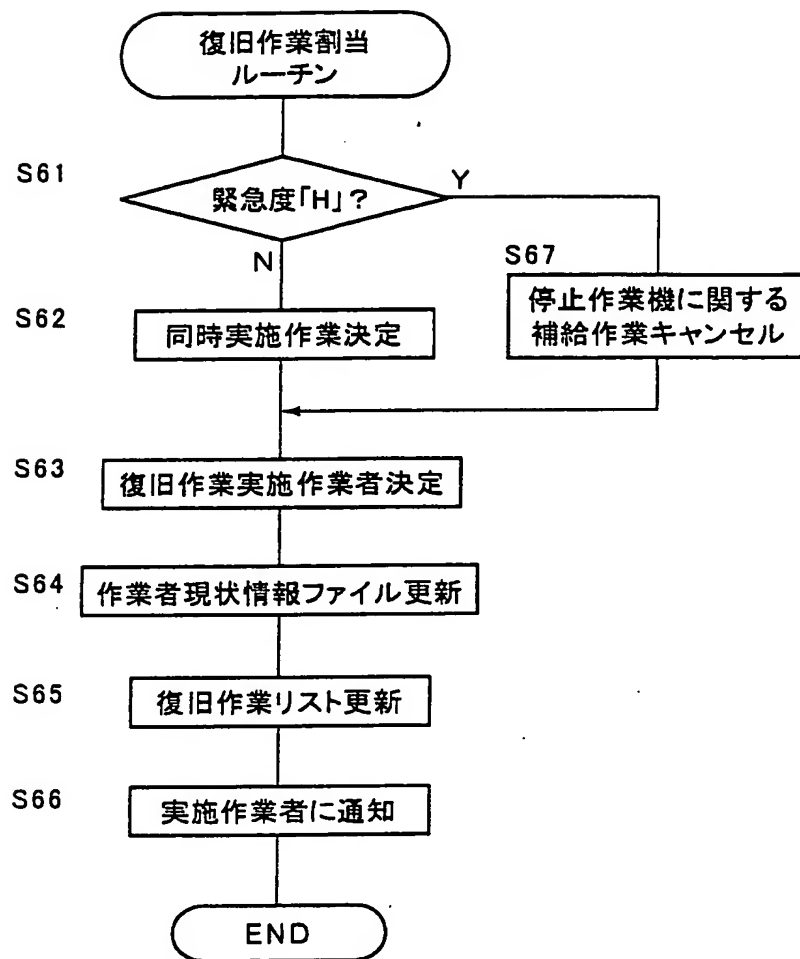 復旧作業割当
ルーチン
S61
緊急度「H」?
Y
N
S67
停止作業機に関する
補給作業キャンセル
S62
同時実施作業決定
S63
復旧作業実施作業者決定
S64
作業者現状情報ファイル更新
S65
復旧作業リスト更新
S66
実施作業者に通知
END